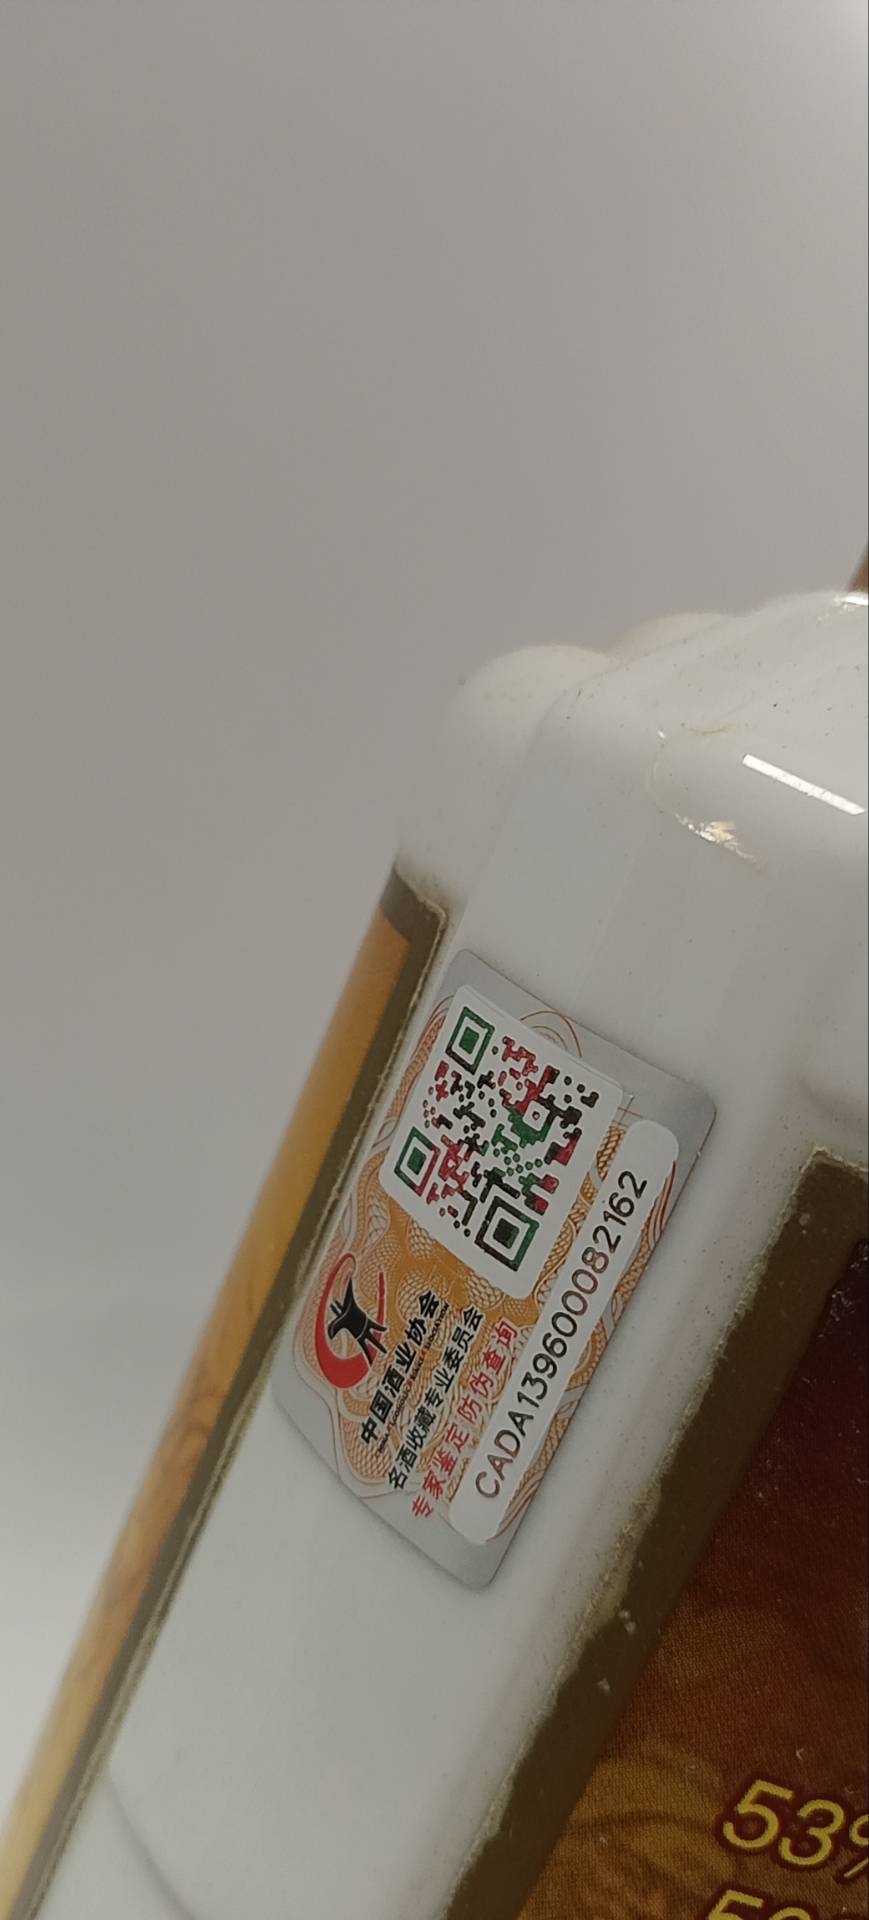 中国酒业协会
名酒收藏专业委员会
专家鉴定 防伪查询
CADA139600082162
53%